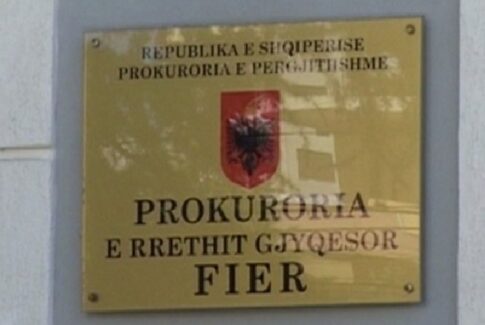 REPUBLIKA E SHQIPERISE
PROKURORIA E PERGJITHSHME
PROKURORIA
E RRETHIT GJYQESOR
FIER